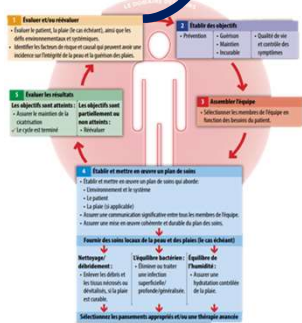 1 Évaluer et/ou réévaluer
• Évaluer le patient, la plaie (le cas échéant), ainsi que
défis environnementaux et systémiques.
• Identifier les facteurs de risque et causal qui peuvent avoir une
incidence sur l'intégrité de la peau et la guérison des plaies.
2 Établir des objectifs
• Prévention
• Guérison
• Maintien
• Incurable
• Qualité de vie
et contrôle des
symptômes
3 Assembler l'équipe
• Sélectionner les membres de l'équipe en
fonction des besoins du patient.
5 Évaluer les résultats
Les objectifs sont atteints :
• Assurer le maintien de la
cicatrisation
✓ Le cycle est terminé
Les objectifs sont
partiellement ou
non atteints :
• Réévaluer
4 Établir et mettre en œuvre un plan de soins
• Établir et mettre en œuvre un plan de soins qui aborde:
• L'environnement et le système
• Le patient
• La plaie (si applicable)
• Assurer une communication significative entre tous les membres de l'équipe.
• Assurer une mise en œuvre cohérente et durable du plan des soins.
Fournir des soins locaux de la peau et des plaies (le cas échéant)
Nettoyage/
débridement :
• Enlever les débris et
les tissus nécrosés ou
dévitalisés, si la plaie
est curable.
L'équilibre bactérien :
• Éliminer ou traiter
une infection
superficielle/
profonde/généralisée.
Équilibre de
l'humidité :
• Assurer une
hydratation contrôlée
de la plaie.
Sélectionnez les pansements appropriés et/ou une thérapie avancée